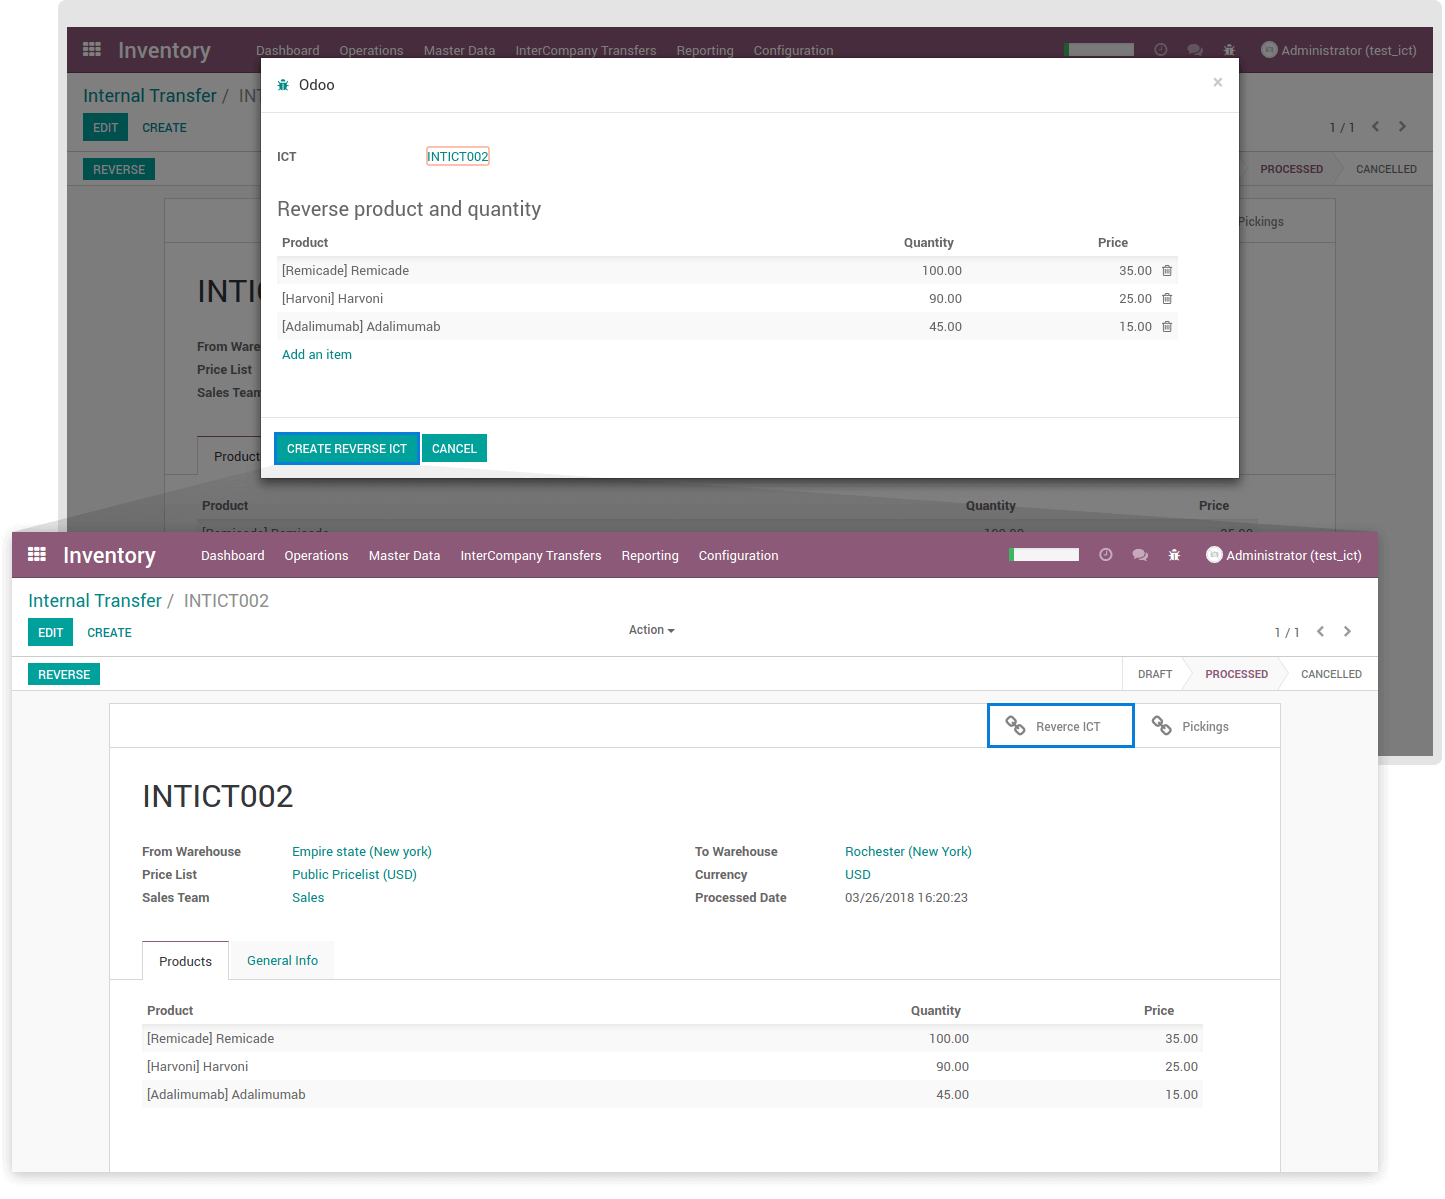 Inventory Dashboard Operations Master Data InterCompany Transfers Reporting Configuration Administrator (test_ict)
Internal Transfer / INT
EDIT CREATE 1 / 1
REVERSE PROCESSED CANCELLED
Odoo ×
ICT INTICT002
Reverse product and quantity
Product Quantity Price
[Remicade] Remicade 100.00 35.00
[Harvoni] Harvoni 90.00 25.00
[Adalimumab] Adalimumab 45.00 15.00
Add an item
CREATE REVERSE ICT CANCEL
Pickings
INTIC
From Ware
Price List
Sales Team
Product
Product Quantity Price
[Remicade] Remicade 100.00 35.00
Inventory Dashboard Operations Master Data InterCompany Transfers Reporting Configuration Administrator (test_ict)
Internal Transfer / INTICT002
EDIT CREATE Action 1 / 1
REVERSE DRAFT PROCESSED CANCELLED
Reverce ICT Pickings
INTICT002
From Warehouse Empire state (New york) To Warehouse Rochester (New York)
Price List Public Pricelist (USD) Currency USD
Sales Team Sales Processed Date 03/26/2018 16:20:23
Products General Info
Product Quantity Price
[Remicade] Remicade 100.00 35.00
[Harvoni] Harvoni 90.00 25.00
[Adalimumab] Adalimumab 45.00 15.00